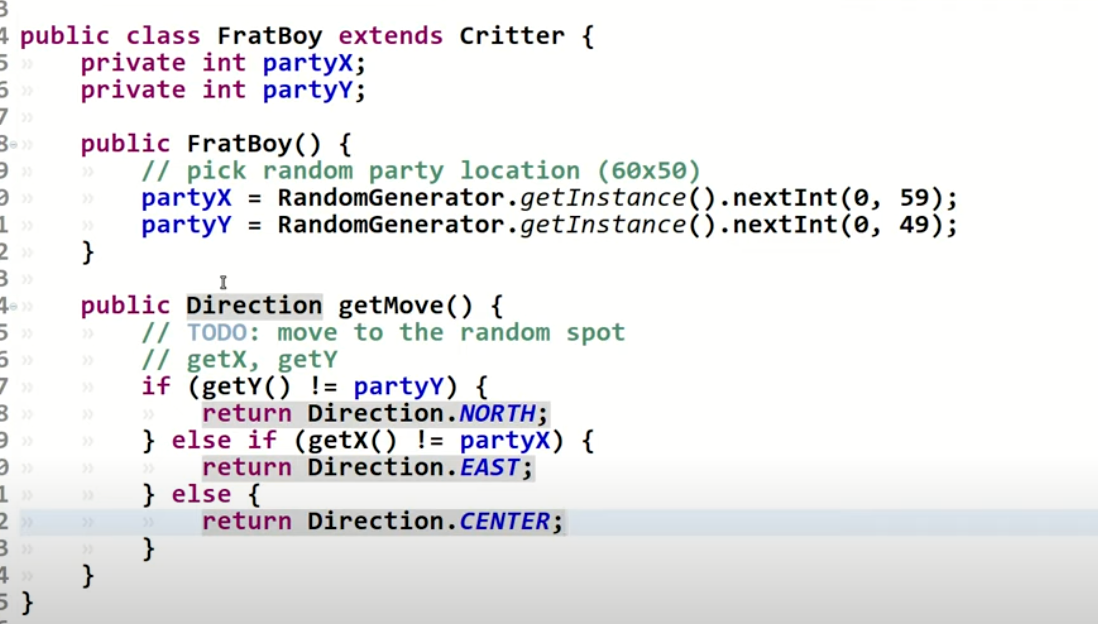 3
4 public class FratBoy extends Critter {
5 private int partyX;
6 private int partyY;
7
8 public FratBoy() {
9 // pick random party location (60x50)
0 partyX = RandomGenerator.getInstance().nextInt(0, 59);
1 partyY = RandomGenerator.getInstance().nextInt(0, 49);
2 }
3
4 public Direction getMove() {
5 // TODO: move to the random spot
6 // getX, getY
7 if (getY() != partyY) {
8 return Direction.NORTH;
9 } else if (getX() != partyX) {
0 return Direction.EAST;
1 } else {
2 return Direction.CENTER;
3 }
4 }
5 }